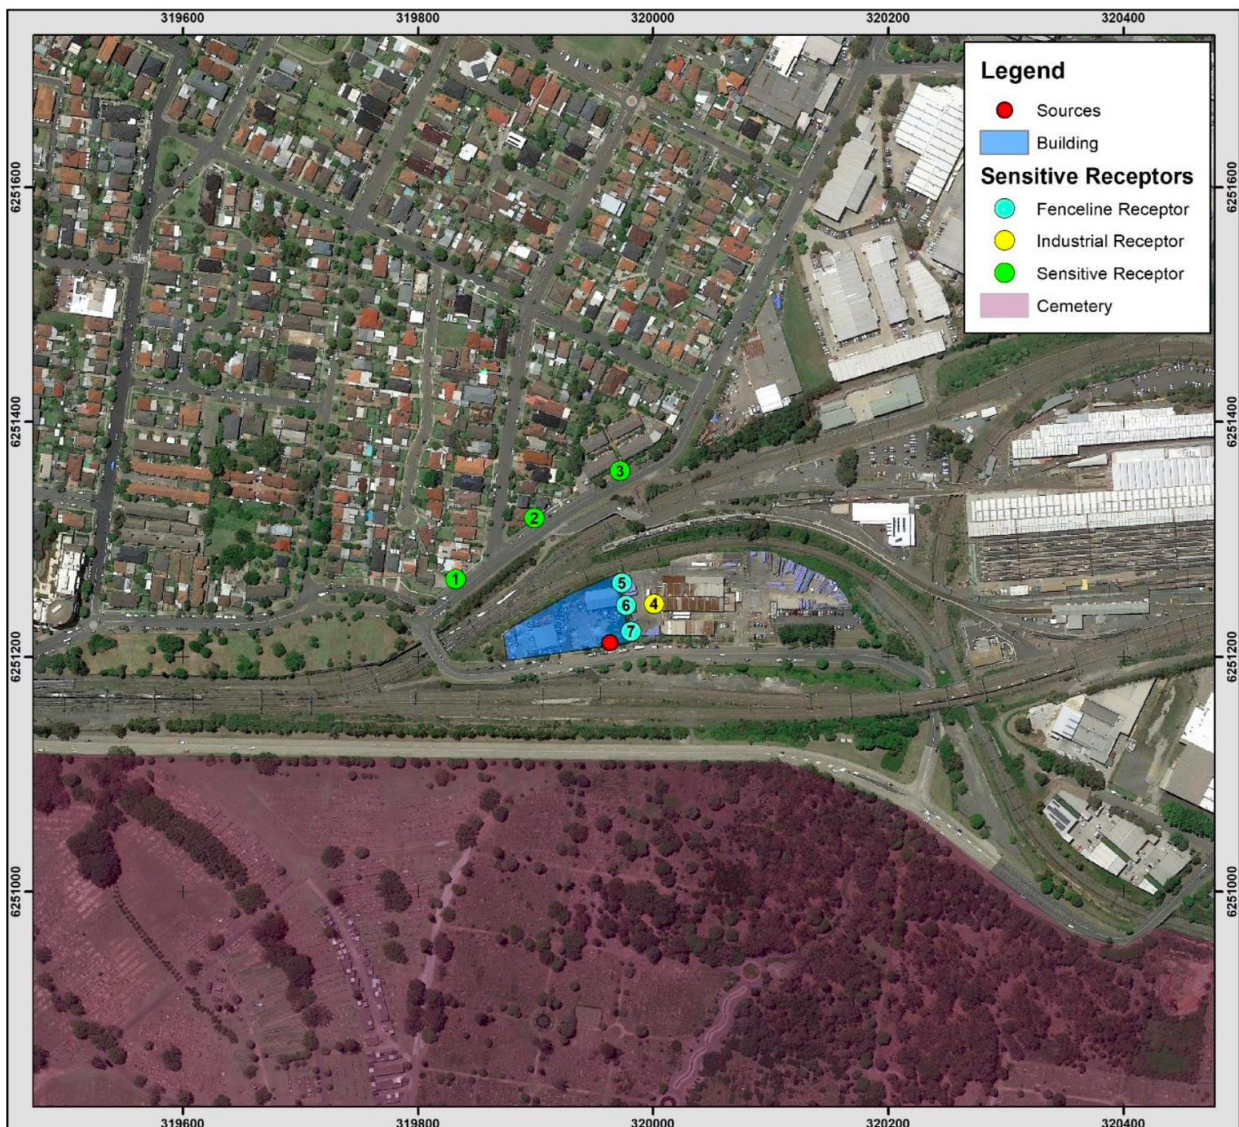 319600 319800 320000 320200 320400
Legend
Sources
Building
Sensitive Receptors
Fenceline Receptor
Industrial Receptor
Sensitive Receptor
Cemetery
6251600 6251600
6251400 6251400
3
2
1
5
6
4
7
6251200 6251200
6251000 6251000
319600 319800 320000 320200 320400